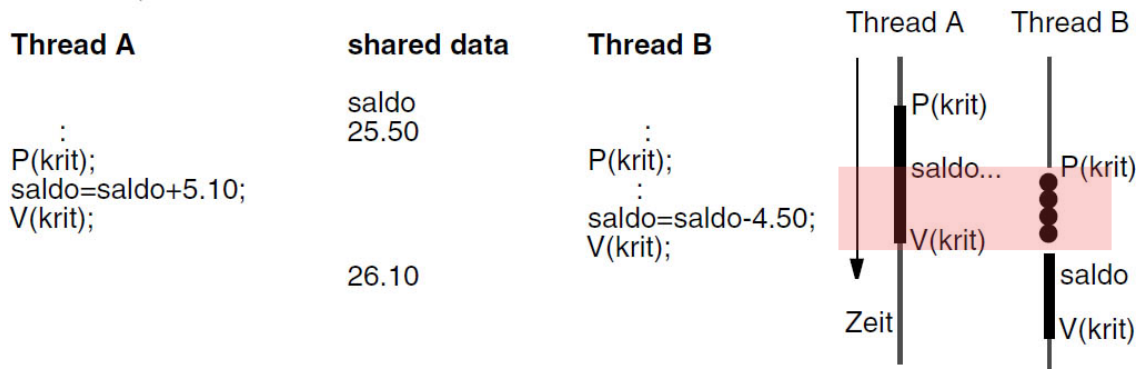 Thread A
shared data
Thread B
saldo
:
25.50
:
P(krit);
P(krit);
saldo=saldo+5.10;
:
V(krit);
saldo=saldo-4.50;
V(krit);
26.10
Thread A
Thread B
P(krit)
saldo...
P(krit)
V(krit)
saldo
Zeit
V(krit)